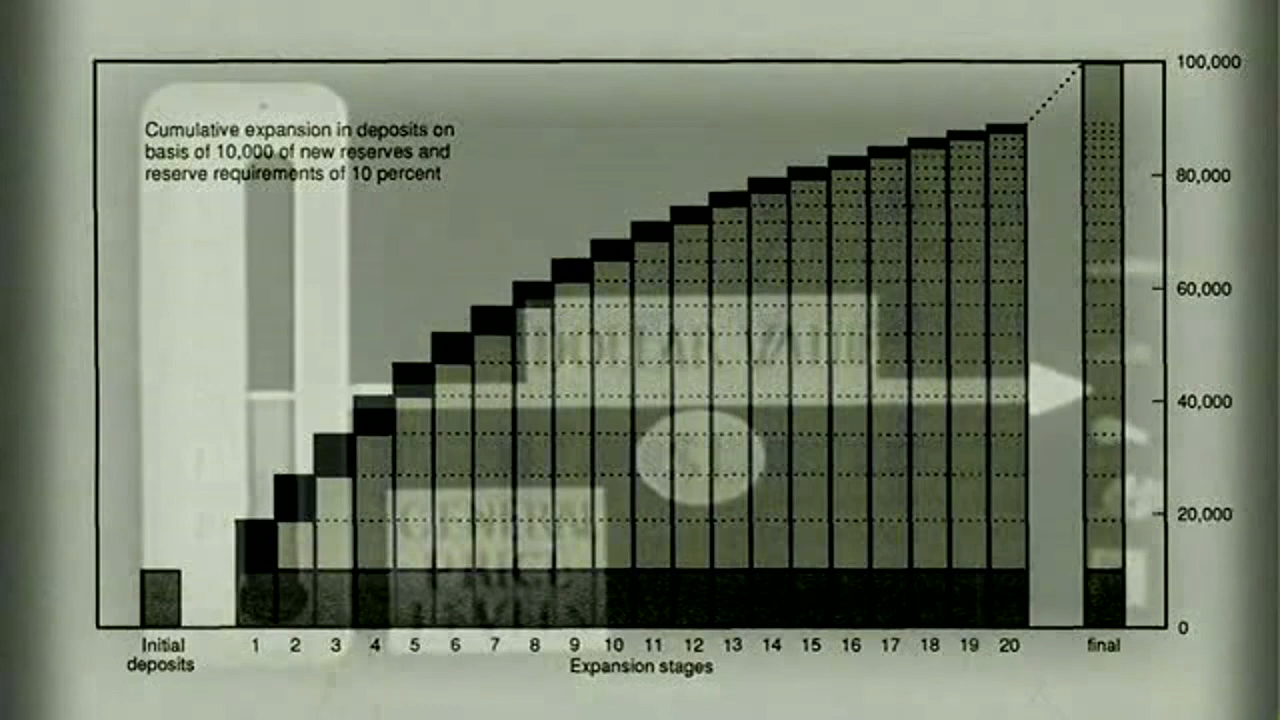 Cumulative expansion in deposits on
basis of 10,000 of new reserves and
reserve requirements of 10 percent
100,000
80,000
60,000
40,000
20,000
0
Initial
deposits
1 2 3 4 5 6 7 8 9 10 11 12 13 14 15 16 17 18 19 20
final
Expansion stages
GENERAL
PRICE